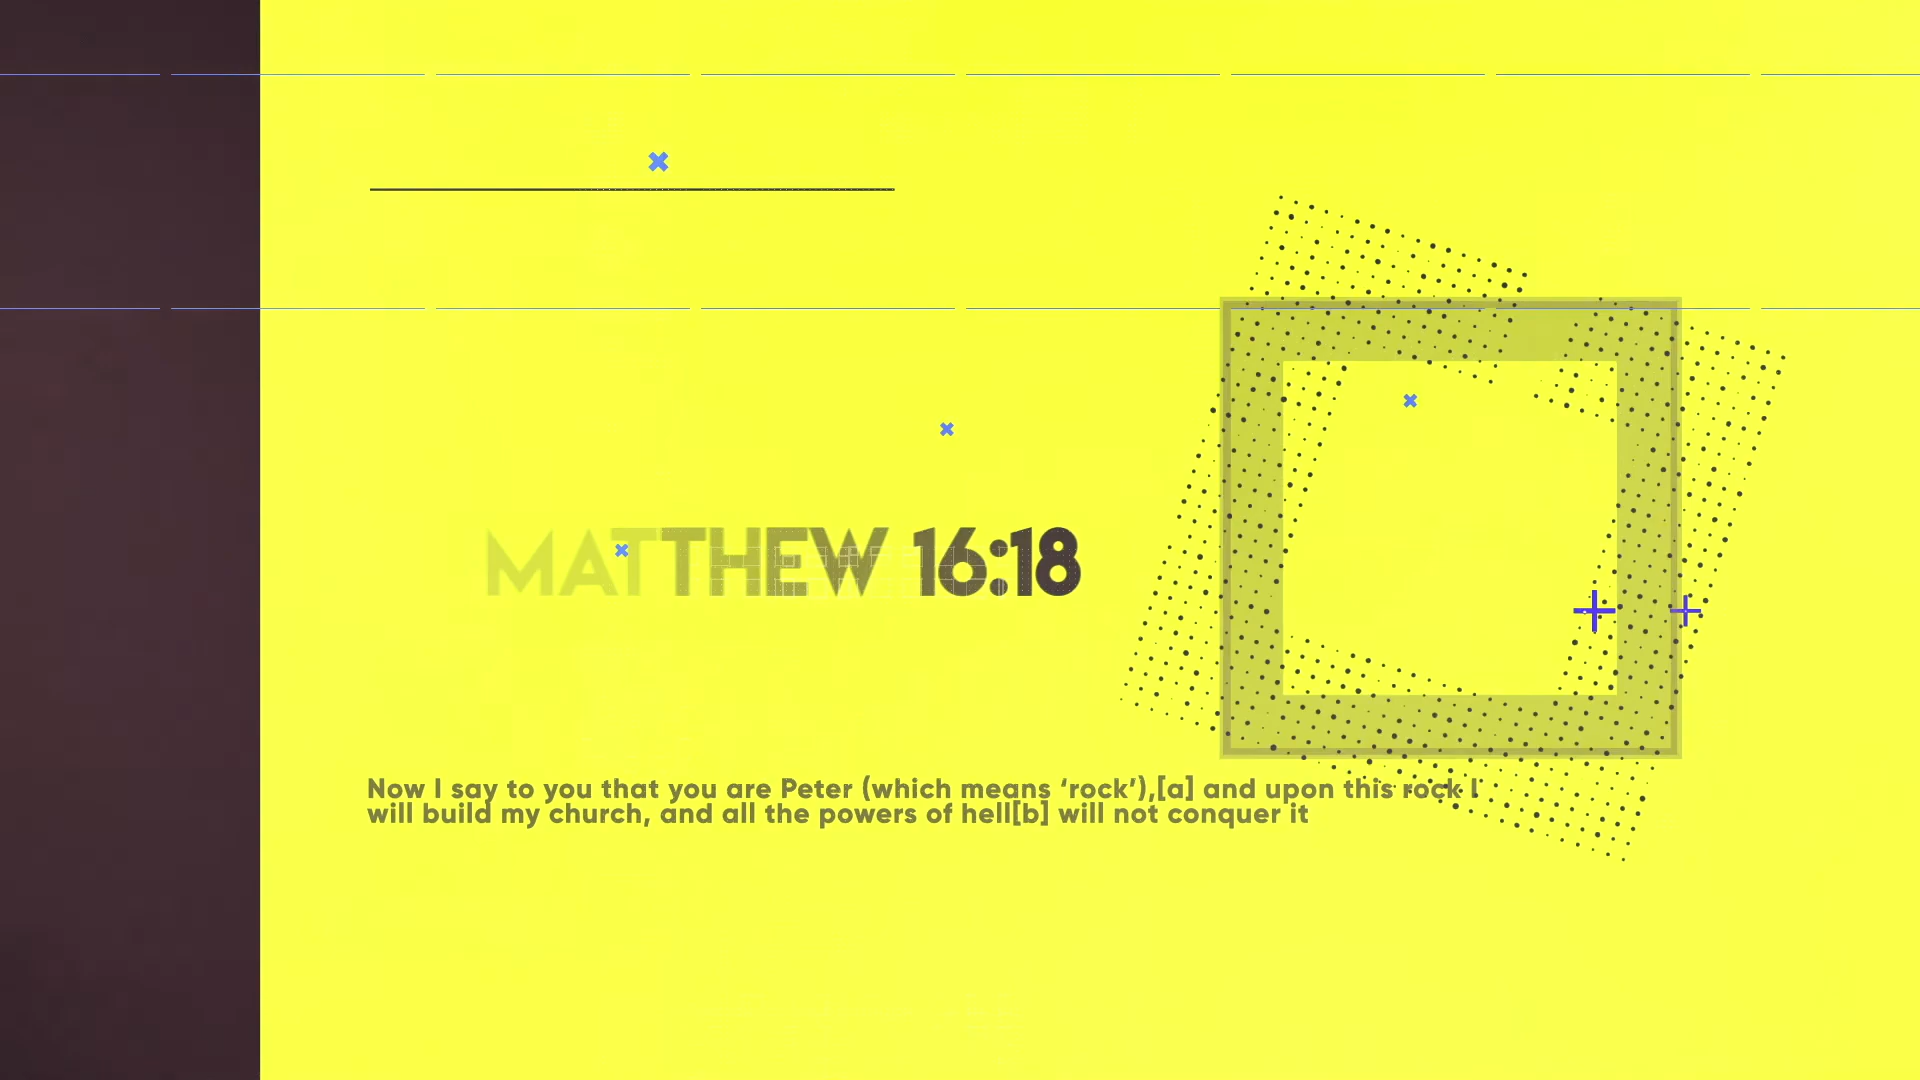 MATTHEW 16:18
Now I say to you that you are Peter (which means ‘rock’),[a] and upon this rock I
will build my church, and all the powers of hell[b] will not conquer it